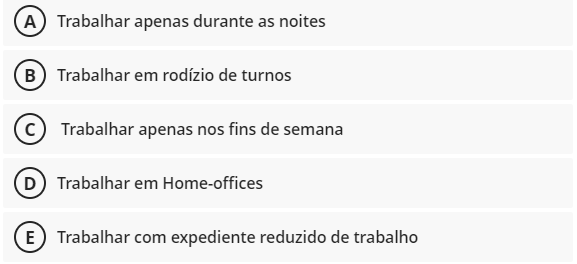 A Trabalhar apenas durante as noites
B Trabalhar em rodízio de turnos
C Trabalhar apenas nos fins de semana
D Trabalhar em Home-offices
E Trabalhar com expediente reduzido de trabalho